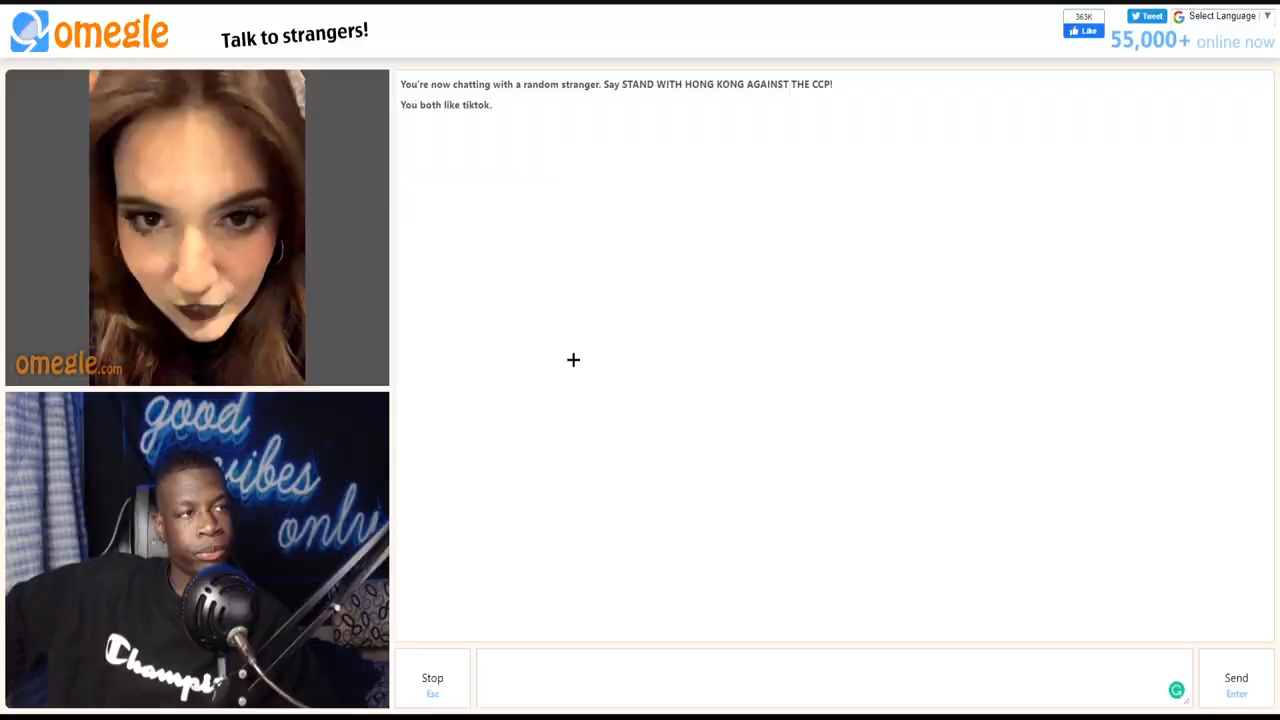 omegle
Talk to strangers!
363K
Like
Tweet
G Select Language ▼
55,000+ online now
You're now chatting with a random stranger. Say STAND WITH HONG KONG AGAINST THE CCP!
You both like tiktok.
omegle.com
good
vibes
only
Champi
Stop
Esc
Send
Enter